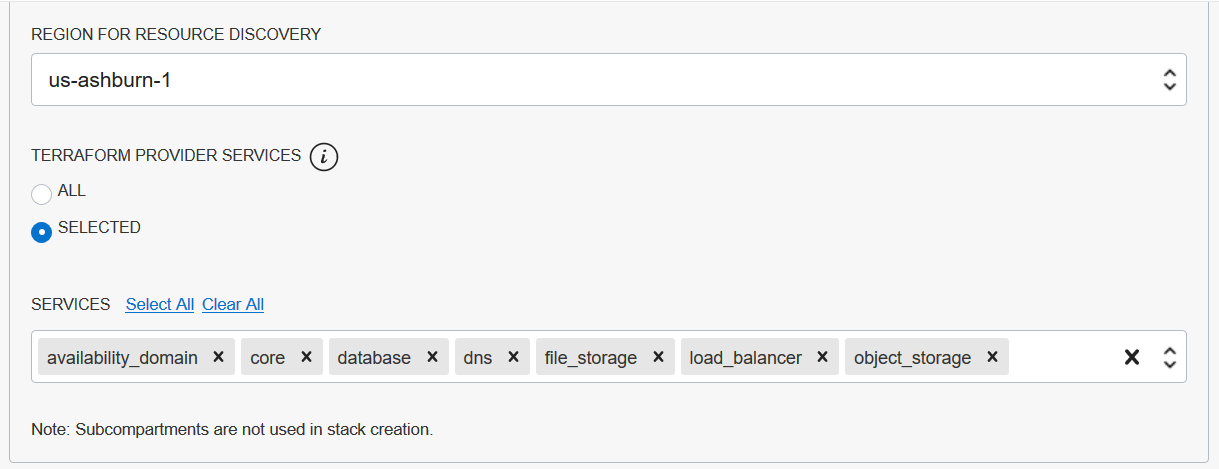 REGION FOR RESOURCE DISCOVERY
us-ashburn-1
TERRAFORM PROVIDER SERVICES i
ALL
SELECTED
SERVICES Select All Clear All
availability_domain × core × database × dns × file_storage × load_balancer × object_storage × ×
Note: Subcompartments are not used in stack creation.